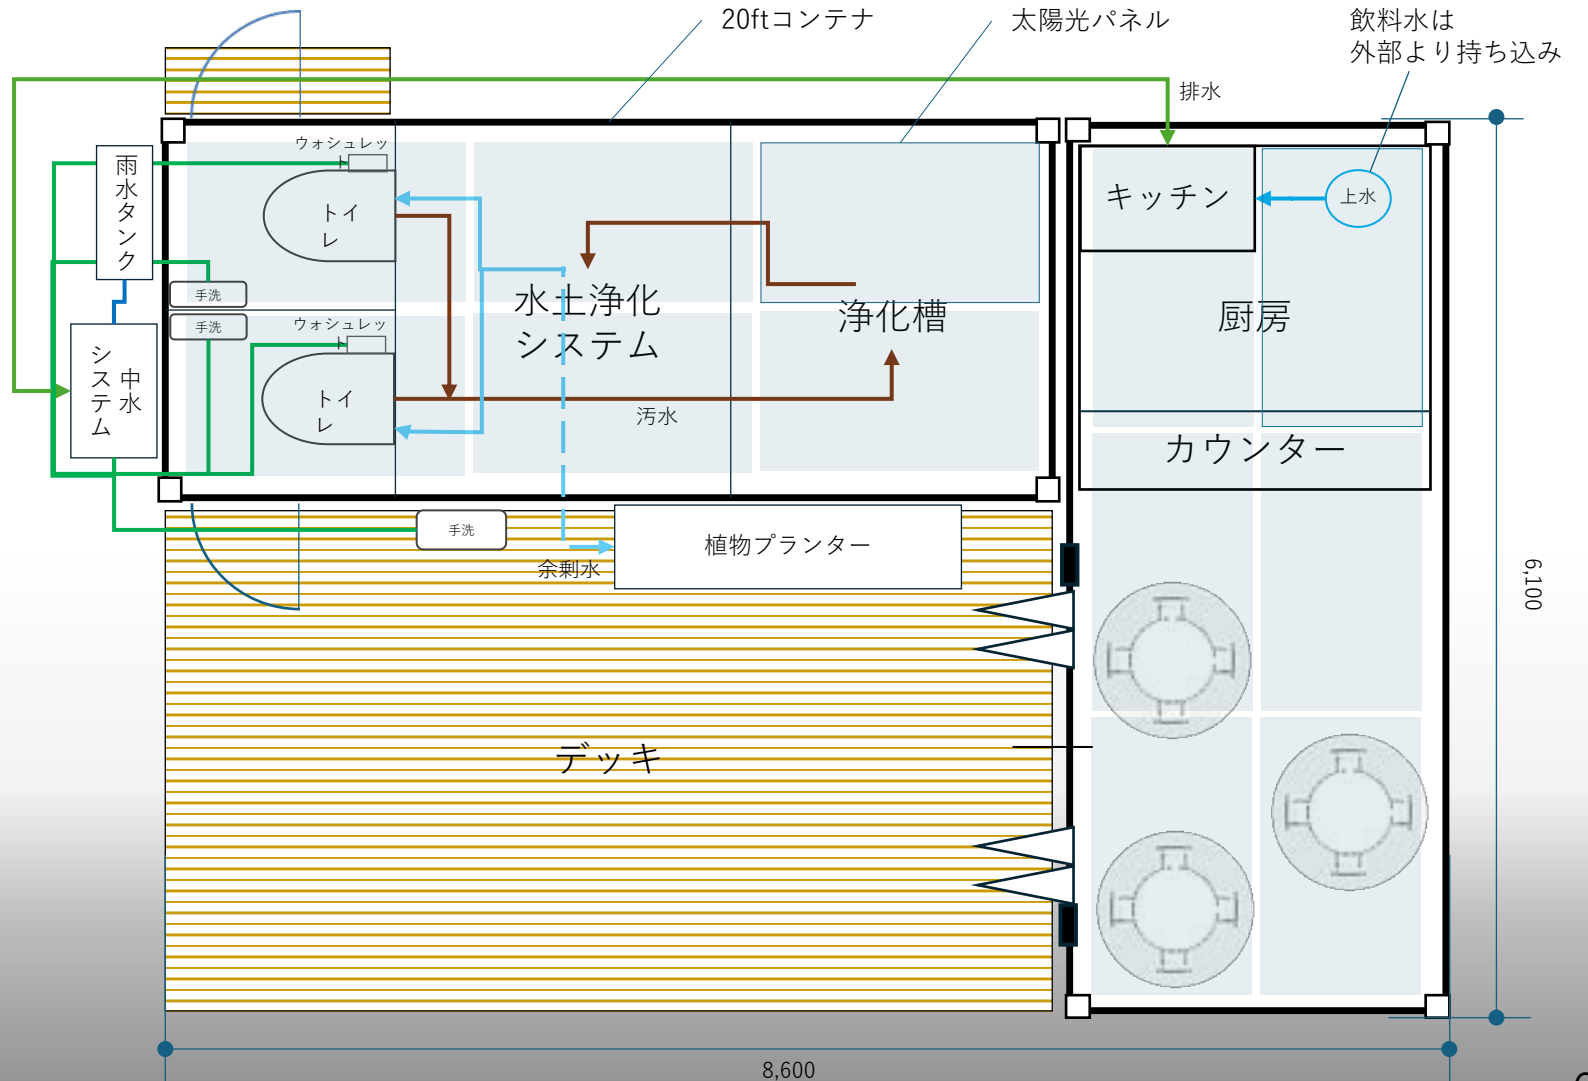 20ftコンテナ
太陽光パネル
飲料水は
外部より持ち込み
排水
ウォシュレッ
ト
雨水タンク
トイ
レ
キッチン
上水
手洗
手洗
水土浄化
システム
浄化槽
厨房
ウォシュレッ
ト
中水
システム
トイ
レ
汚水
カウンター
手洗
植物プランター
余剰水
6,100
デッキ
8,600